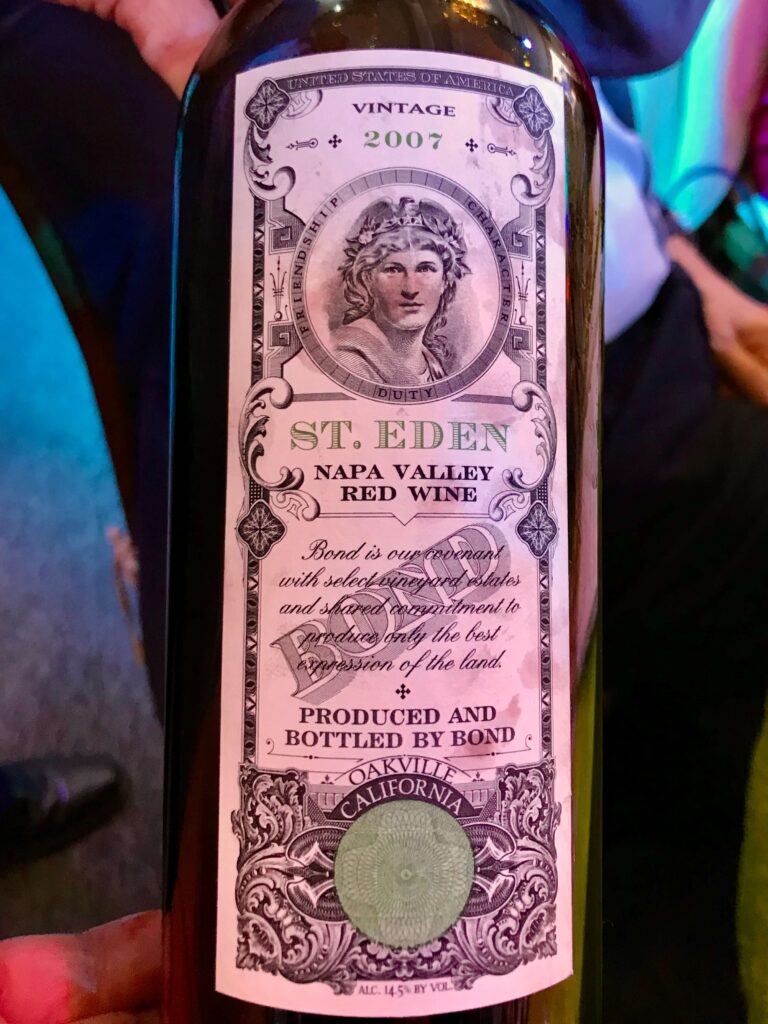 UNITED STATES OF AMERICA
VINTAGE
2007
FRIENDSHIP
CHARACTER
DUTY
ST. EDEN
NAPA VALLEY
RED WINE
BOND
Bond is our covenant
with select vineyard estates
and shared commitment to
produce only the best
expression of the land.
PRODUCED AND
BOTTLED BY BOND
OAKVILLE
CALIFORNIA
ALC. 14.5% BY VOL.